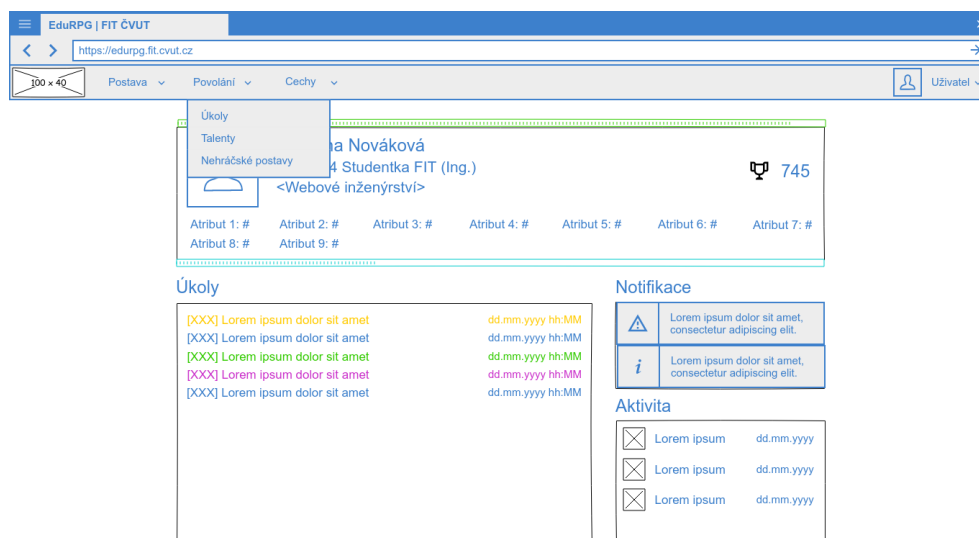 EduRPG | FIT ČVUT
https://edurpg.fit.cvut.cz
100 x 40
Postava
Povolání
Cechy
Uživatel
Úkoly
Talenty
Nehráčské postavy
Nováková
4 Studentka FIT (Ing.)
<Webové inženýrství>
745
Atribut 1: # Atribut 2: # Atribut 3: # Atribut 4: # Atribut 5: # Atribut 6: # Atribut 7: #
Atribut 8: # Atribut 9: #
Úkoly
[XXX] Lorem ipsum dolor sit amet dd.mm.yyyy hh:MM
[XXX] Lorem ipsum dolor sit amet dd.mm.yyyy hh:MM
[XXX] Lorem ipsum dolor sit amet dd.mm.yyyy hh:MM
[XXX] Lorem ipsum dolor sit amet dd.mm.yyyy hh:MM
[XXX] Lorem ipsum dolor sit amet dd.mm.yyyy hh:MM
Notifikace
Lorem ipsum dolor sit amet,
consectetur adipiscing elit.
i
Lorem ipsum dolor sit amet,
consectetur adipiscing elit.
Aktivita
Lorem ipsum dd.mm.yyyy
Lorem ipsum dd.mm.yyyy
Lorem ipsum dd.mm.yyyy